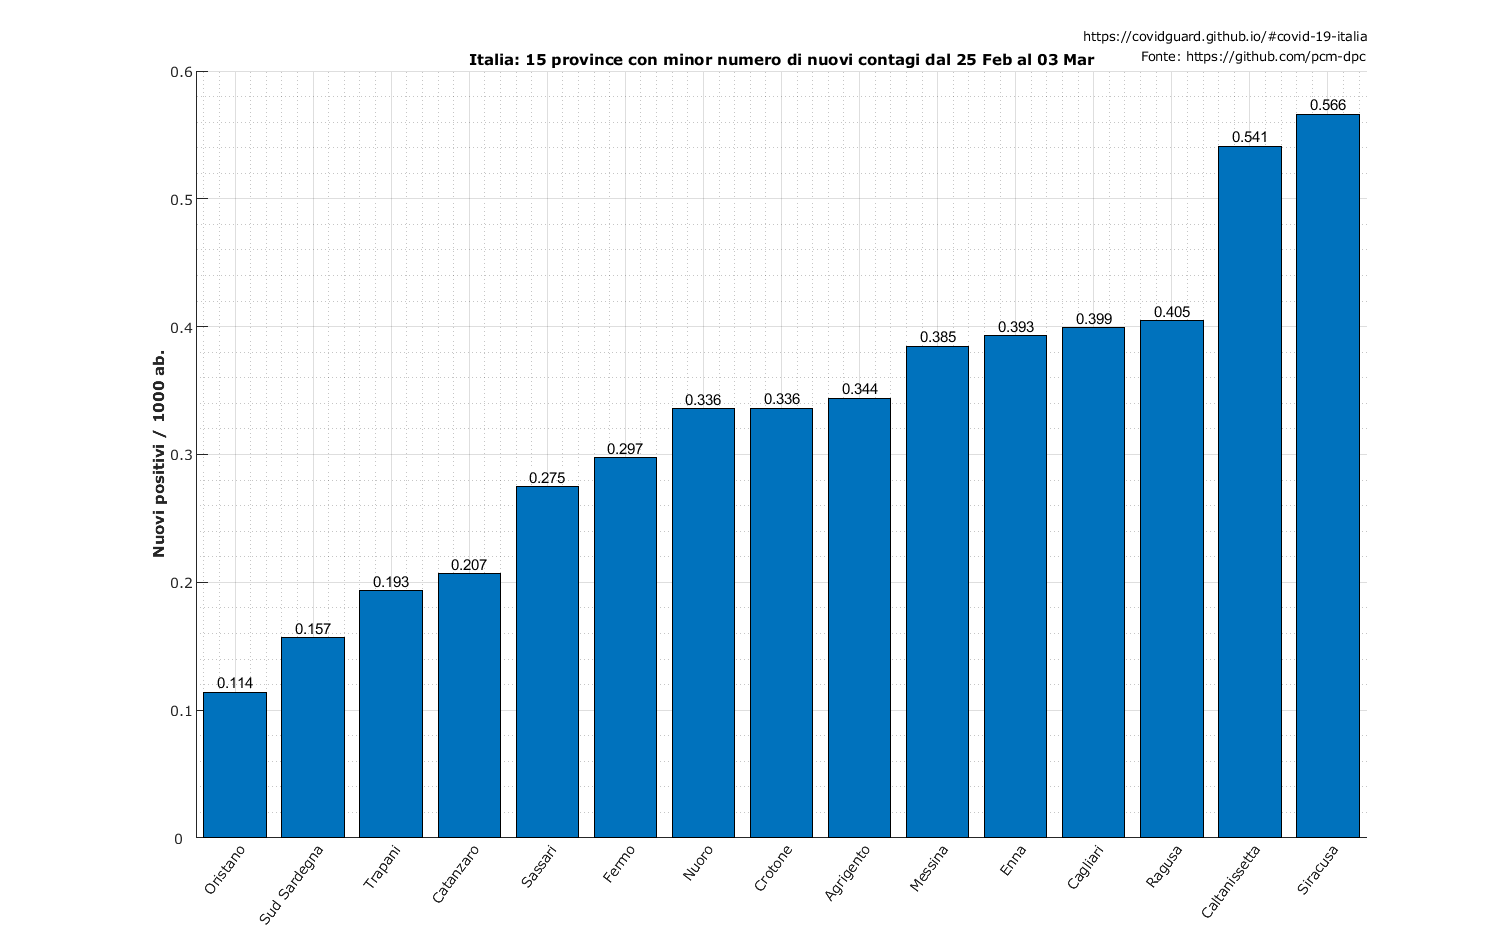 https://covidguard.github.io/#covid-19-italia
Italia: 15 province con minor numero di nuovi contagi dal 25 Feb al 03 Mar
Fonte: https://github.com/pcm-dpc
Nuovi positivi / 1000 ab.
0.6
0.5
0.4
0.3
0.2
0.1
0
0.114
0.157
0.193
0.207
0.275
0.297
0.336
0.336
0.344
0.385
0.393
0.399
0.405
0.541
0.566
Oristano
Sud Sardegna
Trapani
Catanzaro
Sassari
Fermo
Nuoro
Crotone
Agrigento
Messina
Enna
Cagliari
Ragusa
Caltanissetta
Siracusa